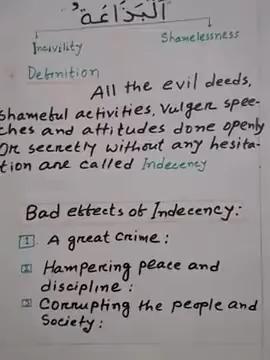 اَلْبَذَاءَةُ
Incivility
Shamelessness
Definition
All the evil deeds,
shameful activities, Vulger spee-
ches and attitudes done openly
Or secretly without any hesita-
tion are called Indecency
Bad effects of Indecency:
1. A great crime:
2 Hampering peace and
discipline:
3 Corrupting the people and
Society: